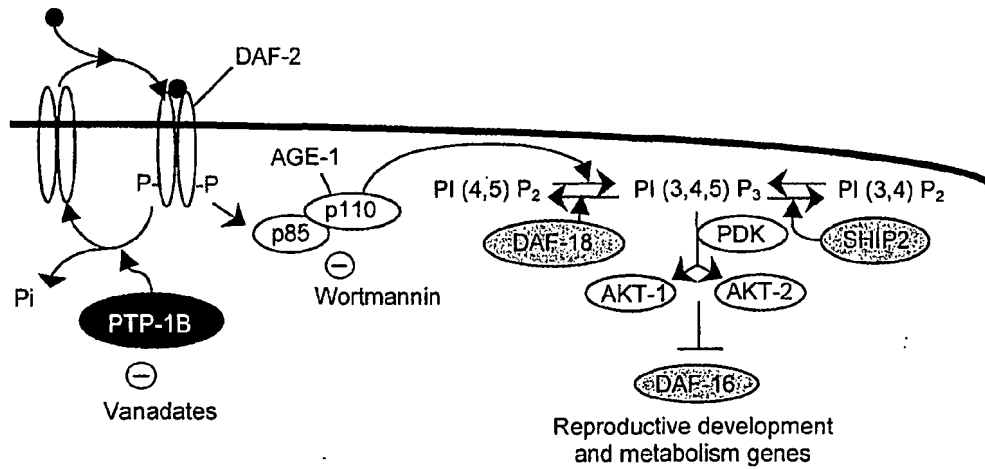 DAF-2
P-
-P
AGE-1
p110
p85
Wortmannin
Pi
PTP-1B
Vanadates
PI (4,5) P2
PI (3,4,5) P3
PI (3,4) P2
DAF-18
PDK
SHIP2
AKT-1
AKT-2
DAF-16
Reproductive development
and metabolism genes